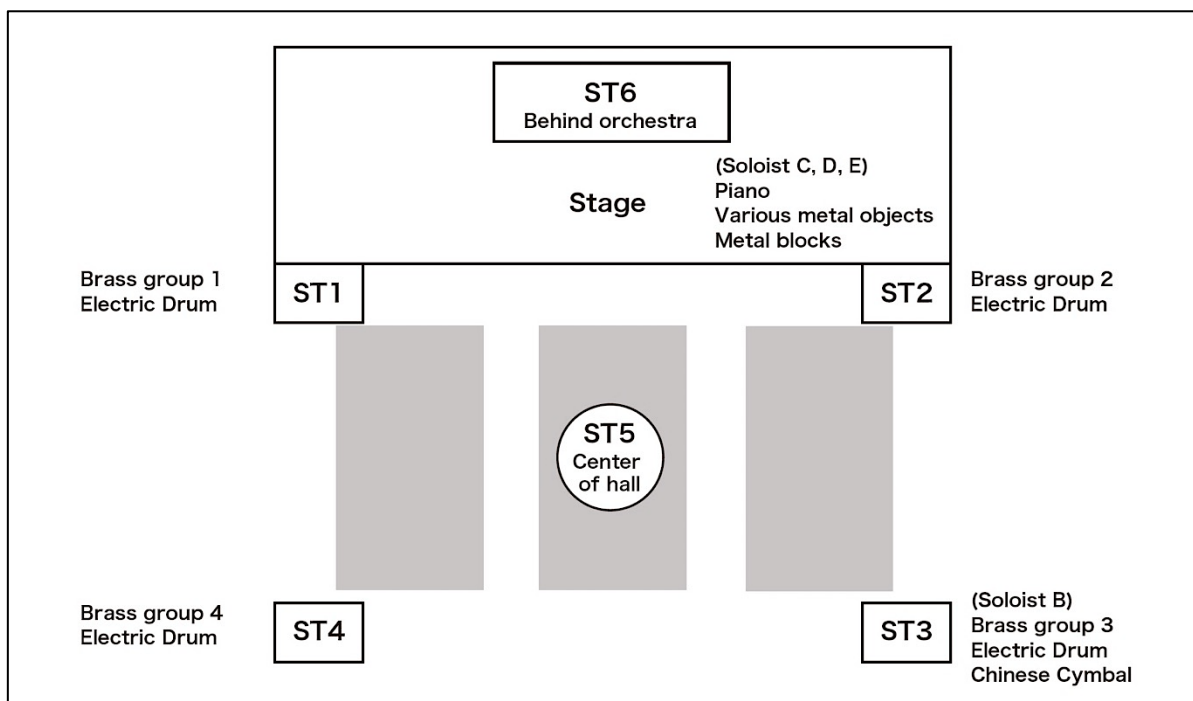 ST6
Behind orchestra
(Soloist C, D, E)
Piano
Stage
Various metal objects
Metal blocks
Brass group 1
Electric Drum
ST1
ST2
Brass group 2
Electric Drum
ST5
Center
of hall
Brass group 4
Electric Drum
ST4
ST3
(Soloist B)
Brass group 3
Electric Drum
Chinese Cymbal